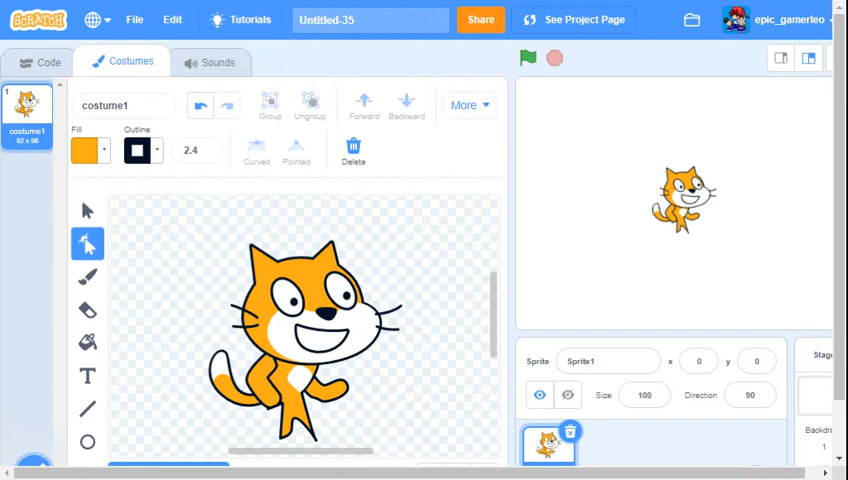 SCRATCH File Edit Tutorials Untitled-35 Share See Project Page epic_gamerleo
Code Costumes Sounds
1
costume1
92 x 96
costume1 Group Ungroup Forward Backward More
Fill Outline
2.4 Curved Pointed Delete
T
Sprite Sprite1 x 0 y 0
Size 100 Direction 90
Stag
Backdro
1